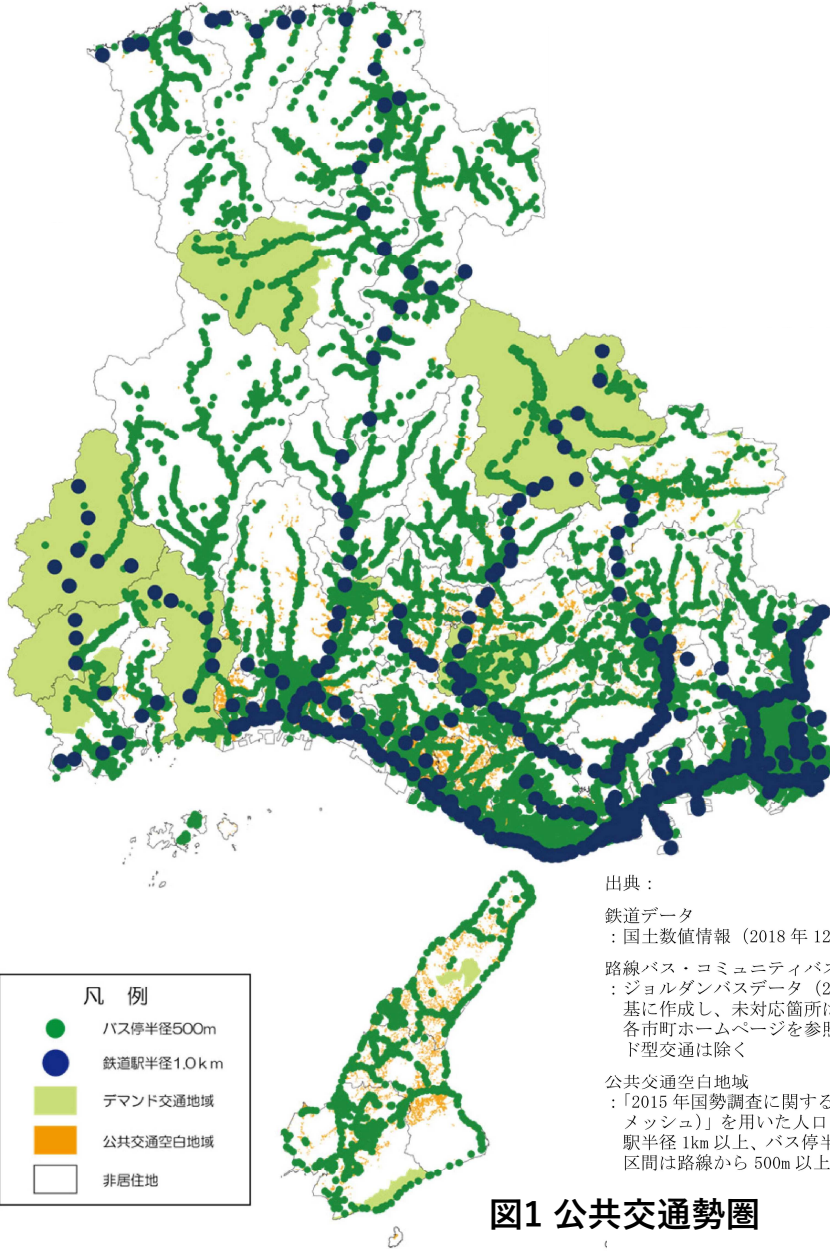 出典：
鉄道データ
：国土数値情報（2018 年 12
路線バス・コミュニティバス
：ジョルダンバスデータ（2
基に作成し、未対応箇所は
各市町ホームページを参照
ド型交通は除く
公共交通空白地域
：「2015 年国勢調査に関する
メッシュ）」を用いた人口
駅半径 1km 以上、バス停半
区間は路線から 500m 以上
凡 例
バス停半径500m
鉄道駅半径1.0km
デマンド交通地域
公共交通空白地域
非居住地
図1 公共交通勢圏